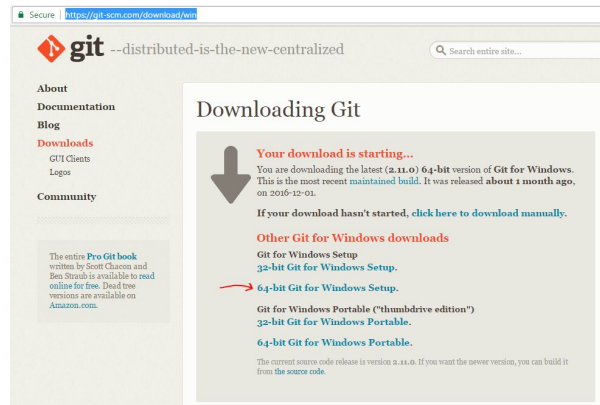 Secure | https://git-scm.com/download/win
git --distributed-is-the-new-centralized
Search entire site...
About
Documentation
Blog
Downloads
GUI Clients
Logos
Community
The entire Pro Git book
written by Scott Chacon and
Ben Straub is available to read
online for free. Dead tree
versions are available on
Amazon.com.
Downloading Git
Your download is starting...
You are downloading the latest (2.11.0) 64-bit version of Git for Windows.
This is the most recent maintained build. It was released about 1 month ago,
on 2016-12-01.
If your download hasn't started, click here to download manually.
Other Git for Windows downloads
Git for Windows Setup
32-bit Git for Windows Setup.
64-bit Git for Windows Setup.
Git for Windows Portable ("thumbdrive edition")
32-bit Git for Windows Portable.
64-bit Git for Windows Portable.
The current source code release is version 2.11.0. If you want the newer version, you can build it
from the source code.